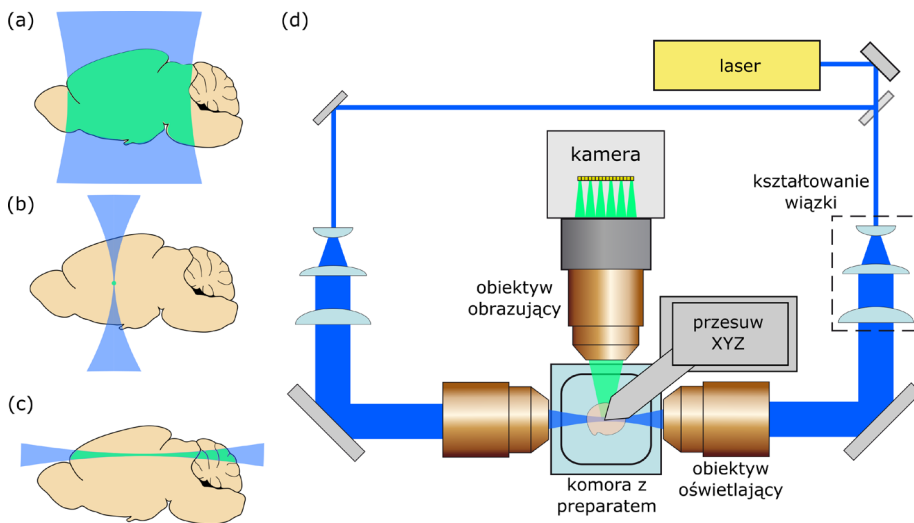 (a)
(b)
(c)
(d)
laser
kamera
kształtowanie
wiązki
obiektyw
obrazujący
przesuw
XYZ
komora z
preparatem
obiektyw
oświetlający